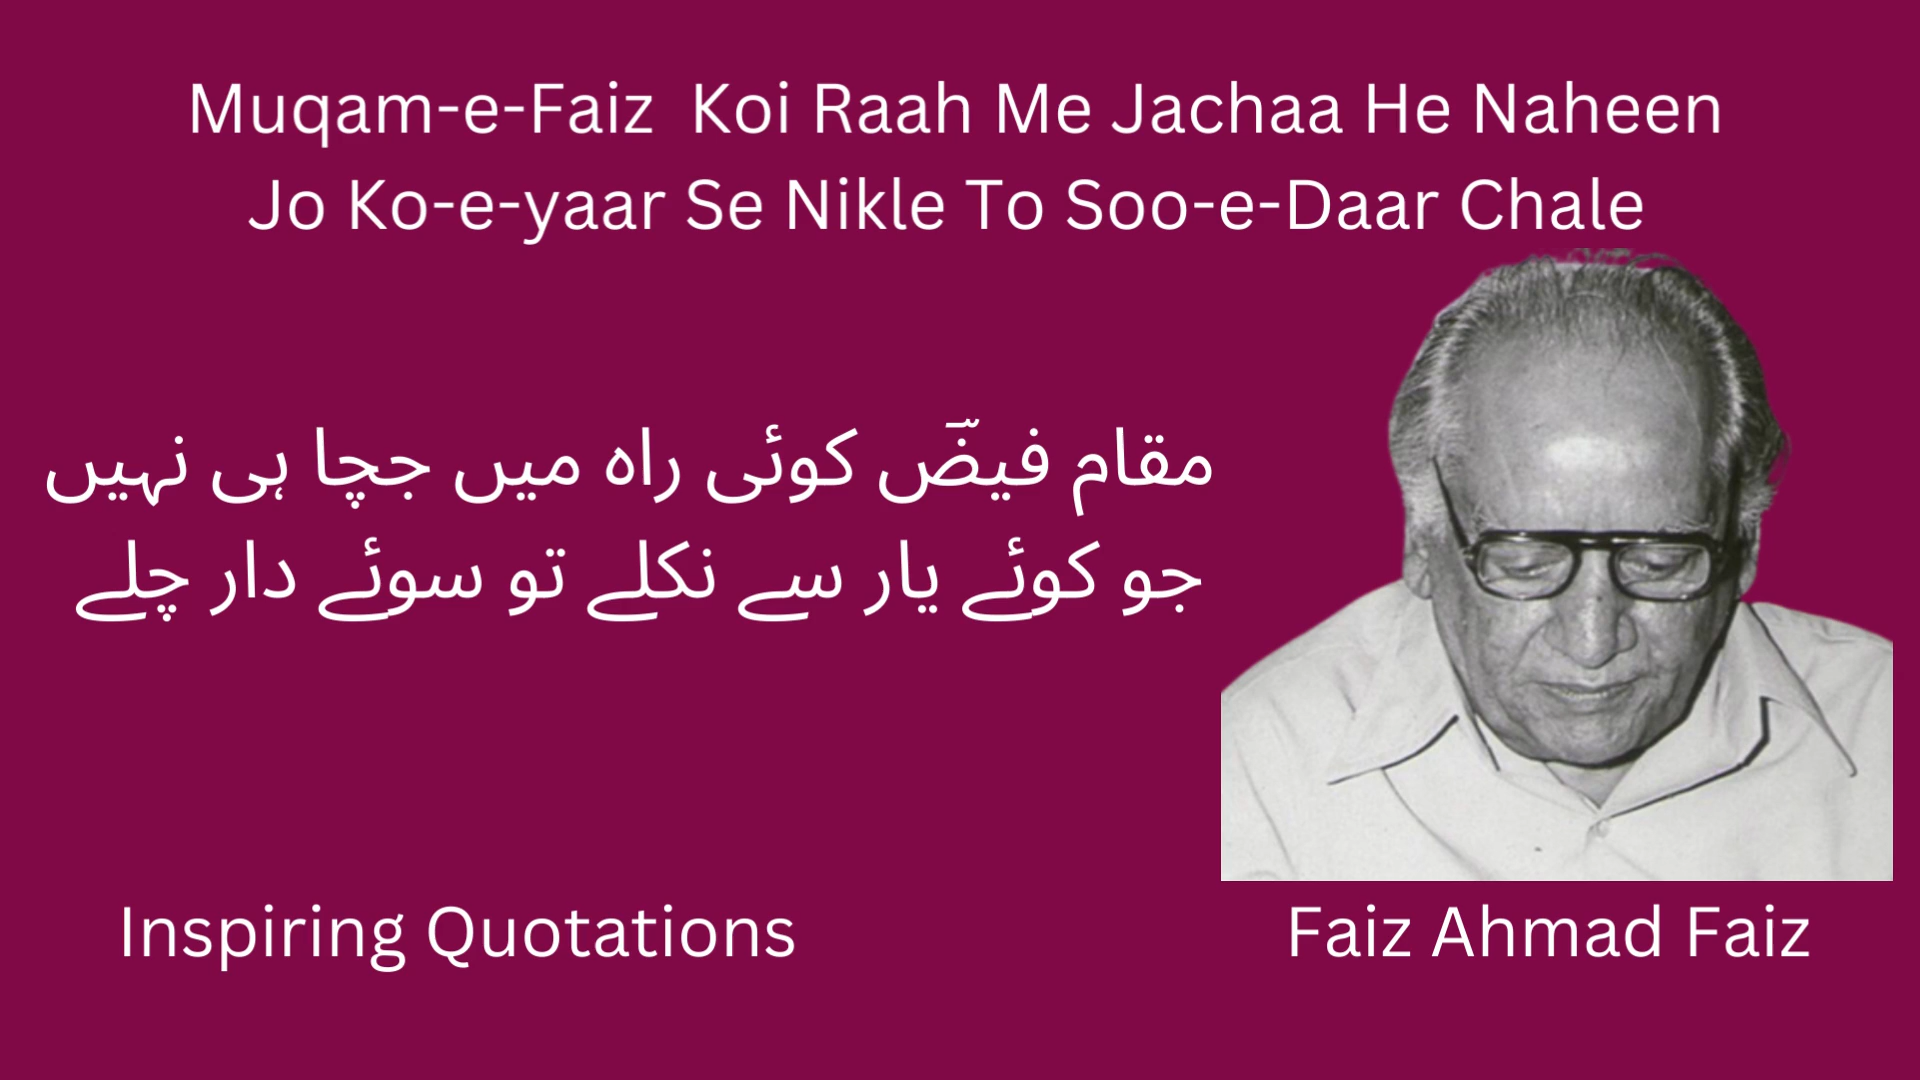 Muqam-e-Faiz Koi Raah Me Jachaa He Naheen
Jo Ko-e-yaar Se Nikle To Soo-e-Daar Chale
مقام فیضؔ کوئی راہ میں جچا ہی نہیں
جو کوئے یار سے نکلے تو سوئے دار چلے
Inspiring Quotations
Faiz Ahmad Faiz